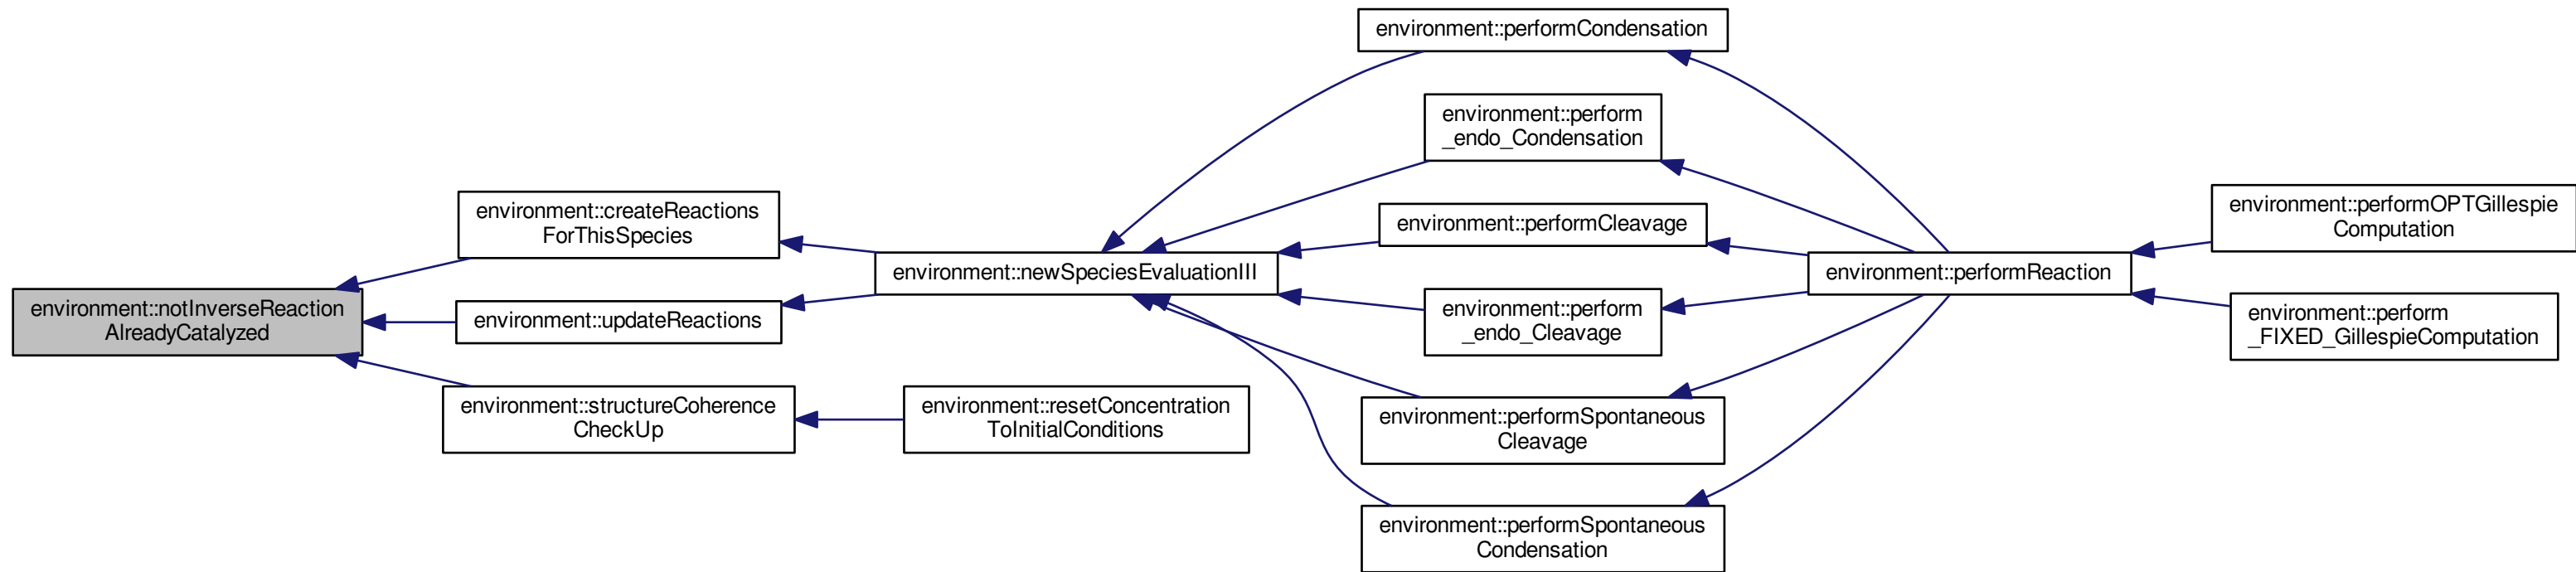 environment::notInverseReaction
AlreadyCatalyzed
environment::createReactions
ForThisSpecies
environment::updateReactions
environment::structureCoherence
CheckUp
environment::newSpeciesEvaluationIII
environment::resetConcentration
ToInitialConditions
environment::performCondensation
environment::perform
_endo_Condensation
environment::performCleavage
environment::perform
_endo_Cleavage
environment::performSpontaneous
Cleavage
environment::performSpontaneous
Condensation
environment::performReaction
environment::performOPTGillespie
Computation
environment::perform
_FIXED_GillespieComputation